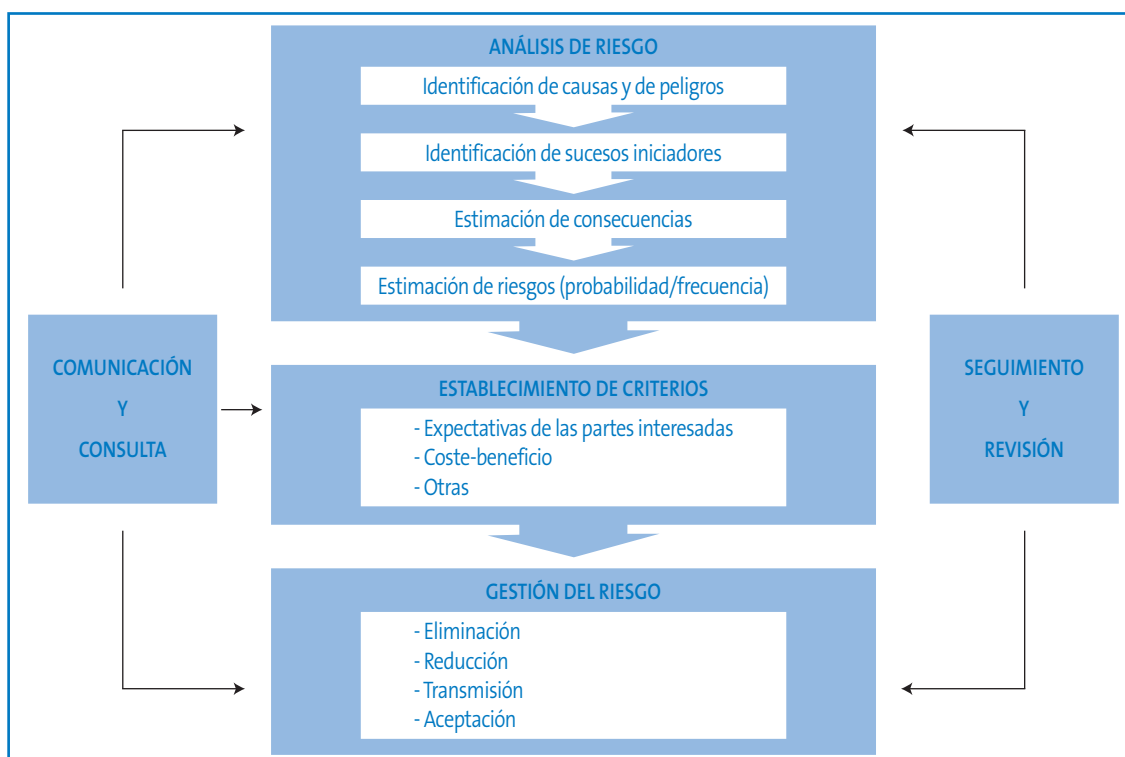 ANÁLISIS DE RIESGO
Identificación de causas y de peligros
Identificación de sucesos iniciadores
Estimación de consecuencias
Estimación de riesgos (probabilidad/frecuencia)
COMUNICACIÓN
Y
CONSULTA
ESTABLECIMIENTO DE CRITERIOS
- Expectativas de las partes interesadas
- Coste-beneficio
- Otras
SEGUIMIENTO
Y
REVISIÓN
GESTIÓN DEL RIESGO
- Eliminación
- Reducción
- Transmisión
- Aceptación